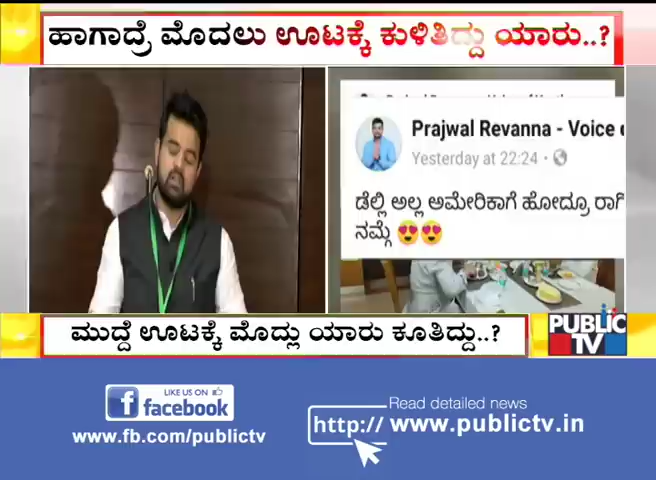 ಹಾಗಾದ್ರೆ ಮೊದಲು ಊಟಕ್ಕೆ ಕುಳಿತಿದ್ದು ಯಾರು..?
Prajwal Revanna - Voice
Yesterday at 22:24 ·
ಡೆಲ್ಲಿ ಅಲ್ಲ ಅಮೇರಿಕಾಗೆ ಹೋದ್ರೂ ರಾಗಿ
ನಮ್ಗೆ 😍😍
ಮುದ್ದೆ ಊಟಕ್ಕೆ ಮೊದ್ಲು ಯಾರು ಕೂತಿದ್ದು..?
PUBLiC
TV
LIKE US ON
facebook
www.fb.com/publictv
Read detailed news
http:// www.publictv.in